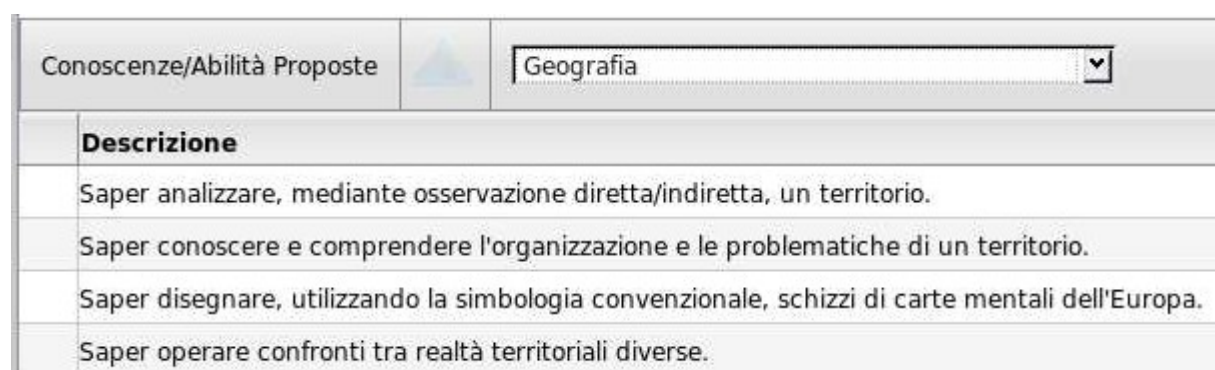 Conoscenze/Abilità Proposte Geografia
Descrizione
Saper analizzare, mediante osservazione diretta/indiretta, un territorio.
Saper conoscere e comprendere l'organizzazione e le problematiche di un territorio.
Saper disegnare, utilizzando la simbologia convenzionale, schizzi di carte mentali dell'Europa.
Saper operare confronti tra realtà territoriali diverse.